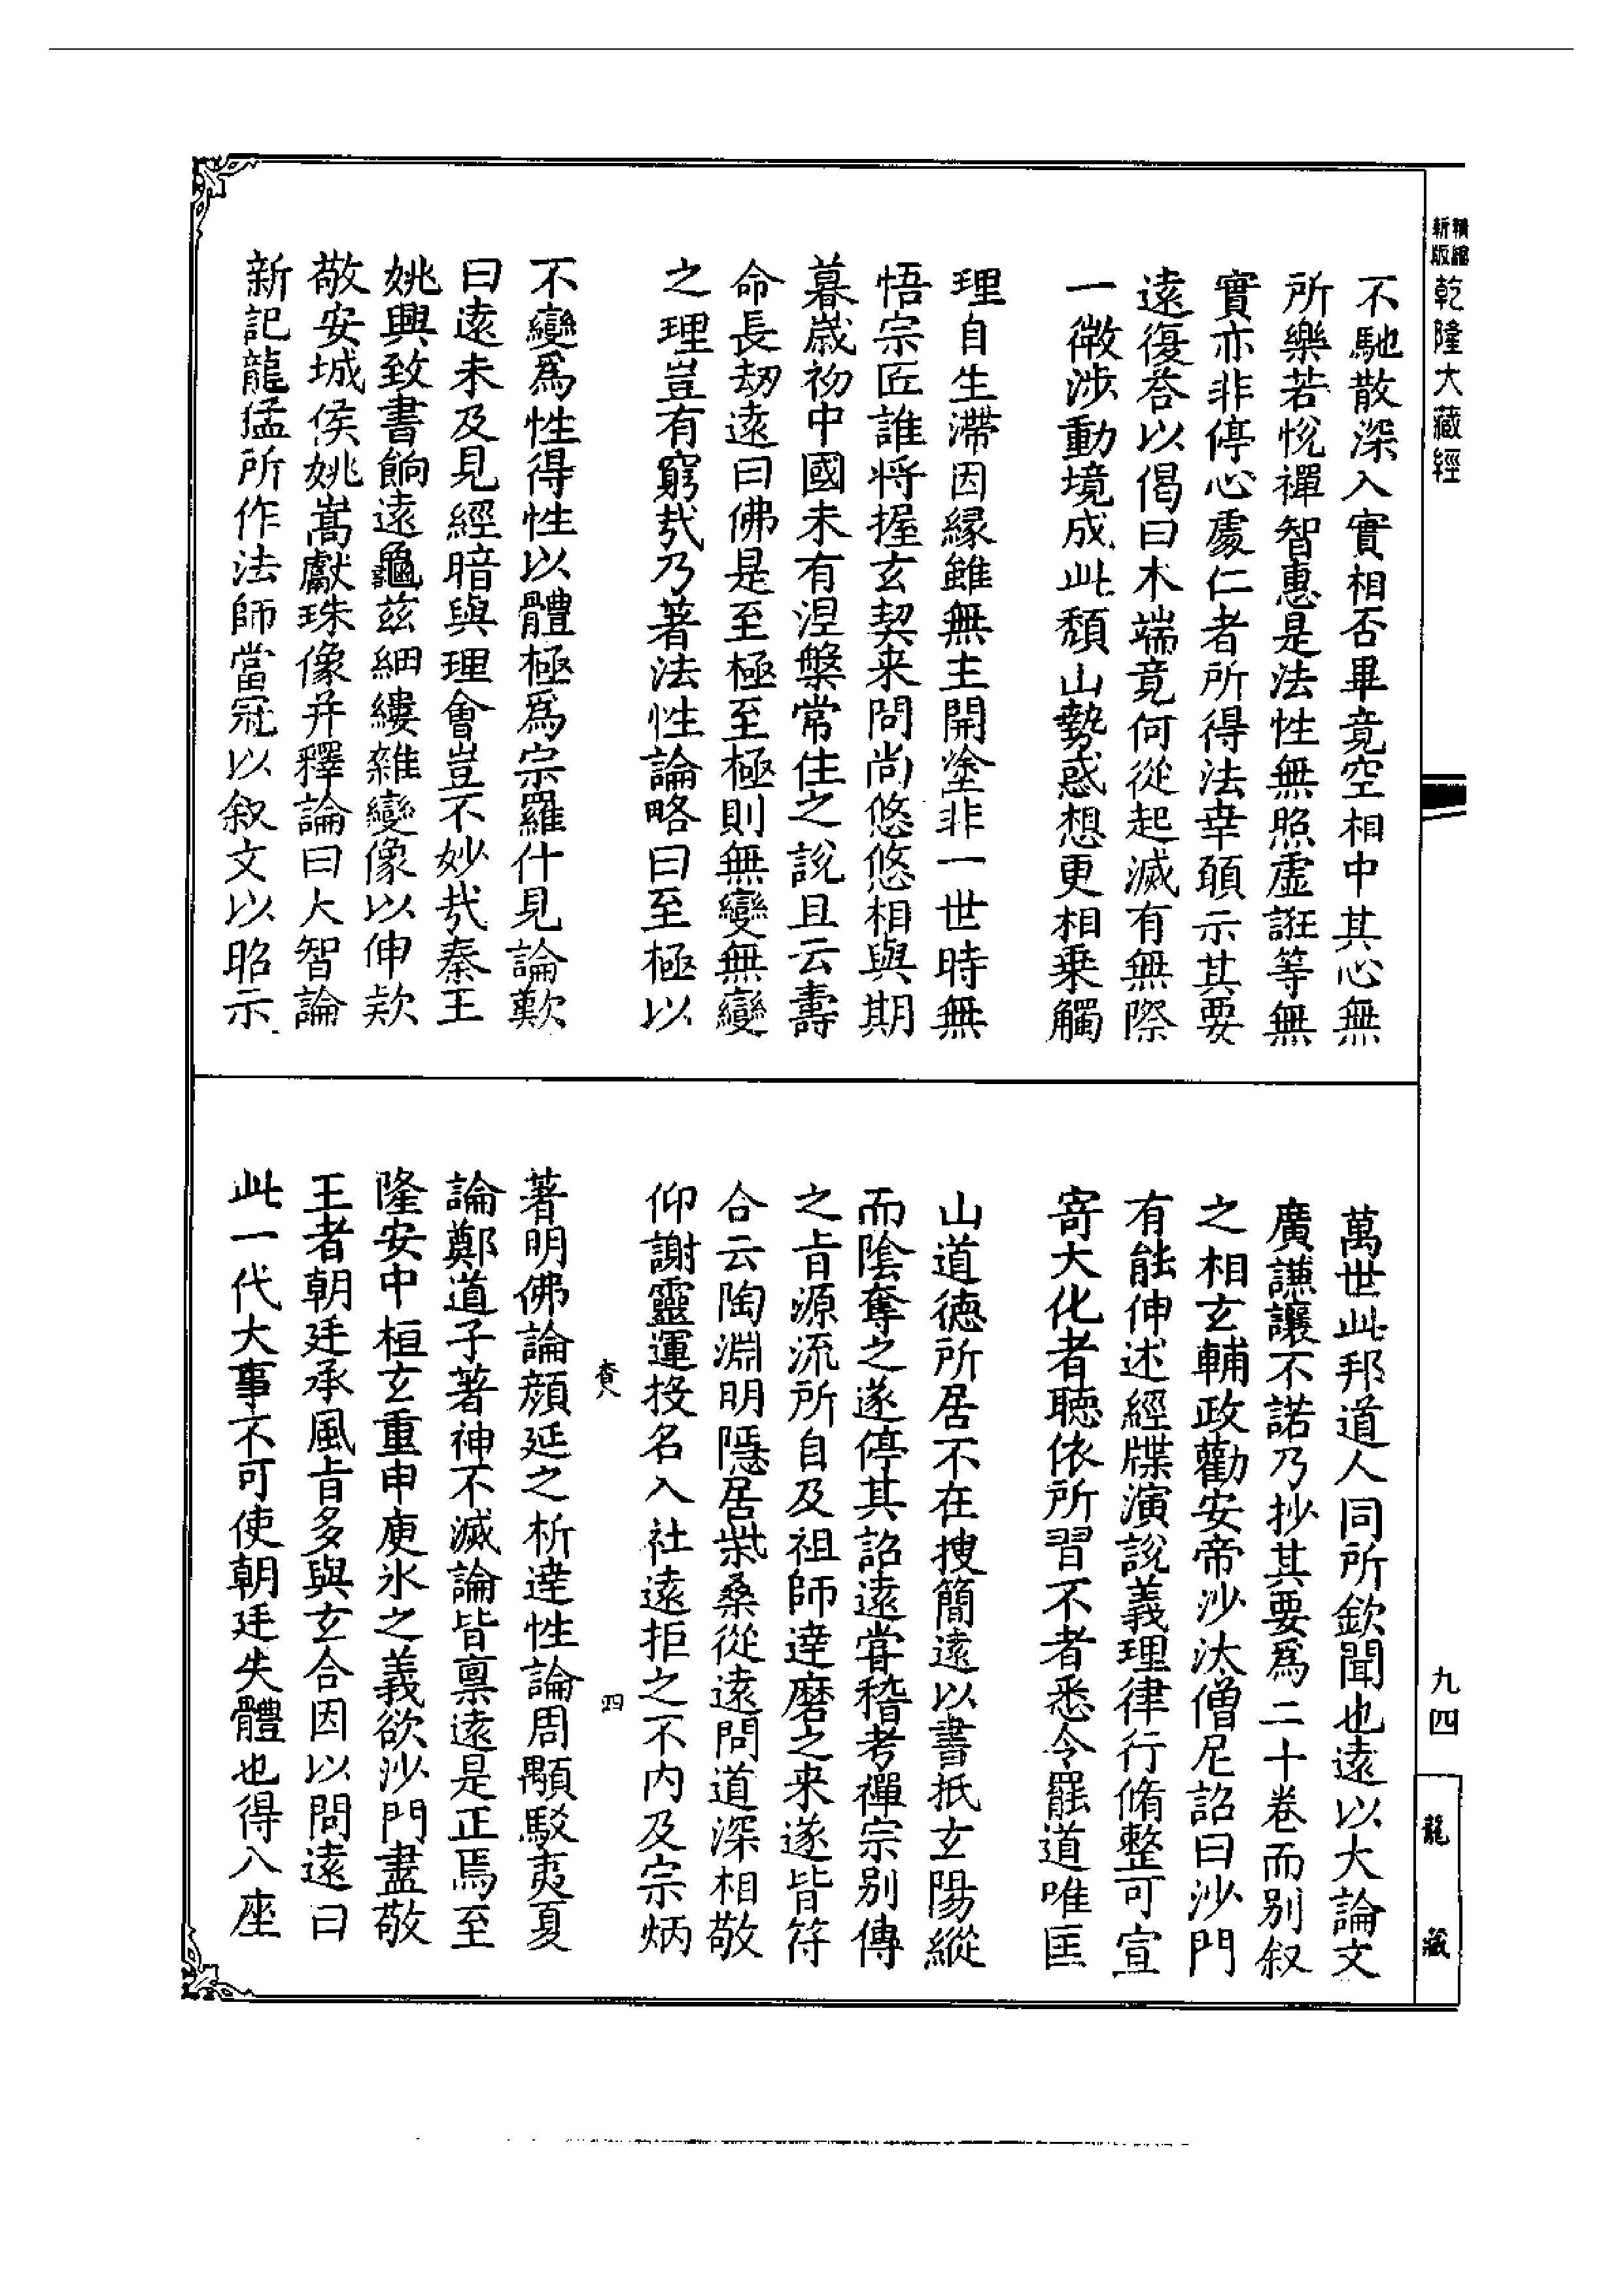 精縮
新版
乾隆大藏經
不馳散深入實相否畢竟空相中其心無
所樂若悅禪智惠是法性無照虛誑等無
實亦非停心處仁者所得法幸願示其要
遠復答以偈曰木端竟何從起滅有無際
一微涉動境成此頹山勢惑想更相乗觸
理自生滯因緣雖無主開塗非一世時無
悟宗匠誰将握玄契来問尚悠悠相與期
暮歲初中國未有涅槃常住之說且云壽
命長劫遠曰佛是至極至極則無變無變
之理豈有窮㢤乃著法性論略曰至極以
不變爲性得性以體極爲宗羅什見論歎
曰遠未及見經暗與理會豈不妙㢤秦王
姚興致書餉遠龜茲細縷雜變像以伸欵
敬安城侯姚嵩獻珠像并釋論曰大智論
新記龍猛所作法師當冠以叙文以昭示
萬世此邦道人同所欽聞也遠以大論文
廣謙讓不諾乃抄其要爲二十卷而别叙
之相玄輔政勸安帝沙汰僧尼詔曰沙門
有能伸述經牒演說義理律行脩整可宣
寄大化者聽依所習不者悉令罷道唯匡
山道德所居不在搜簡遠以書抵玄陽縱
而陰奪之遂停其詔遠甞稽考禪宗别傳
之旨源流所自及祖師達磨之来遂皆符
合云陶淵明隱居柴桑從遠問道深相敬
仰謝靈運投名入社遠拒之不内及宗炳
四
著明佛論顏延之析達性論周顒駁夷夏
論鄭道子著神不滅論皆禀遠是正焉至
隆安中桓玄重申庾氷之義欲沙門盡敬
王者朝廷承風旨多與玄合因以問遠曰
此一代大事不可使朝廷失體也得八座
九四
龍藏